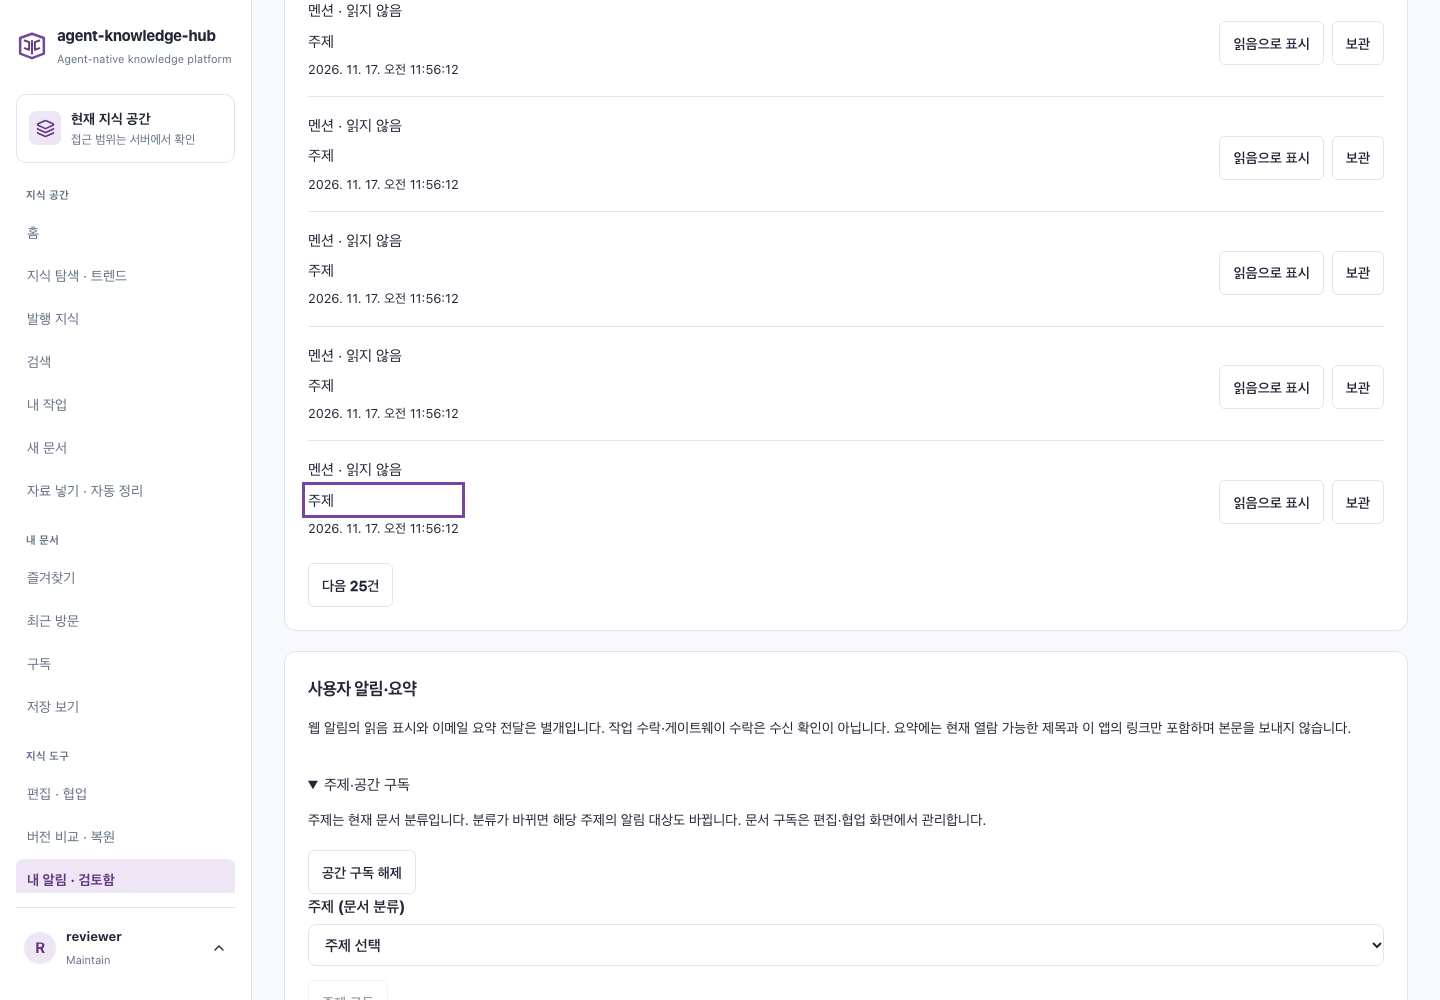 agent-knowledge-hub
Agent-native knowledge platform
현재 지식 공간
접근 범위는 서버에서 확인
지식 공간
홈
지식 탐색 · 트렌드
발행 지식
검색
내 작업
새 문서
자료 넣기 · 자동 정리
내 문서
즐겨찾기
최근 방문
구독
저장 보기
지식 도구
편집 · 협업
버전 비교 · 복원
내 알림 · 검토함
R
reviewer
Maintain
멘션 · 읽지 않음
주제
2026. 11. 17. 오전 11:56:12
읽음으로 표시 보관
멘션 · 읽지 않음
주제
2026. 11. 17. 오전 11:56:12
읽음으로 표시 보관
멘션 · 읽지 않음
주제
2026. 11. 17. 오전 11:56:12
읽음으로 표시 보관
멘션 · 읽지 않음
주제
2026. 11. 17. 오전 11:56:12
읽음으로 표시 보관
멘션 · 읽지 않음
주제
2026. 11. 17. 오전 11:56:12
읽음으로 표시 보관
다음 25건
사용자 알림·요약
웹 알림의 읽음 표시와 이메일 요약 전달은 별개입니다. 작업 수락·게이트웨이 수락은 수신 확인이 아닙니다. 요약에는 현재 열람 가능한 제목과 이 앱의 링크만 포함하며 본문을 보내지 않습니다.
▼ 주제·공간 구독
주제는 현재 문서 분류입니다. 분류가 바뀌면 해당 주제의 알림 대상도 바뀝니다. 문서 구독은 편집·협업 화면에서 관리합니다.
공간 구독 해제
주제 (문서 분류)
주제 선택
주제 구독